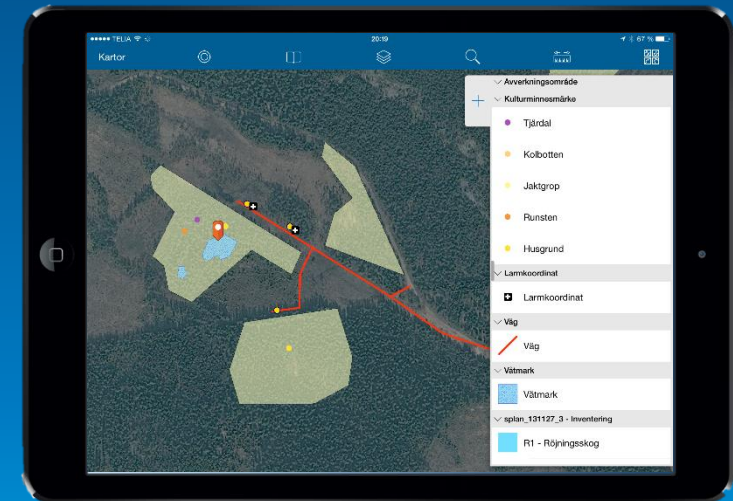 TELIA
20:19
67 %
Kartor
Avverkningsområde
Kulturminnesmärke
Tjärdal
Kolbotten
Jaktgrop
Runsten
Husgrund
Larmkoordinat
Larmkoordinat
Väg
Väg
Våtmark
Våtmark
splan_131127_3 - Inventering
R1 - Röjningsskog